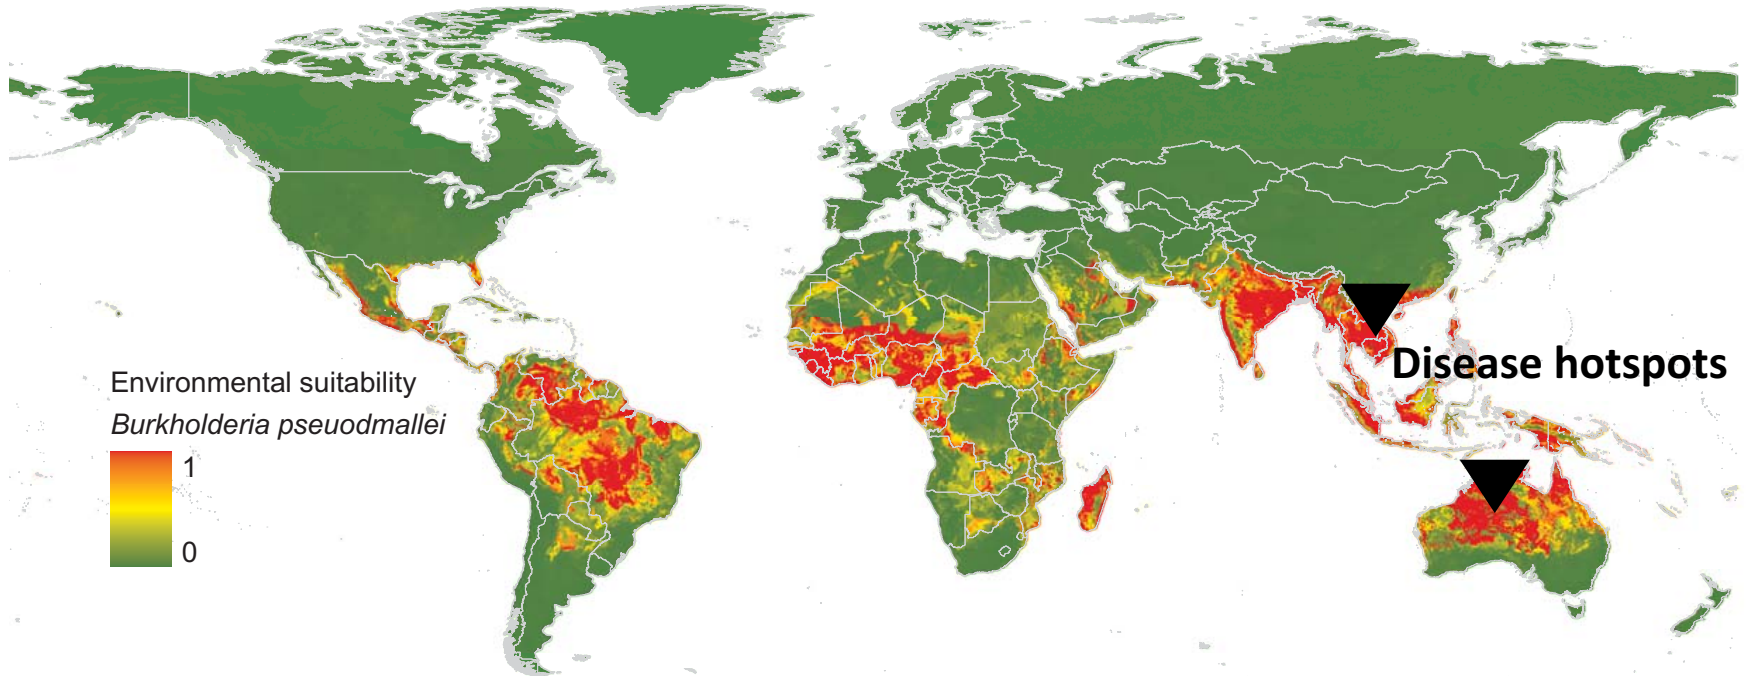 Disease hotspots
Environmental suitability
Burkholderia pseuodmallei
1
0